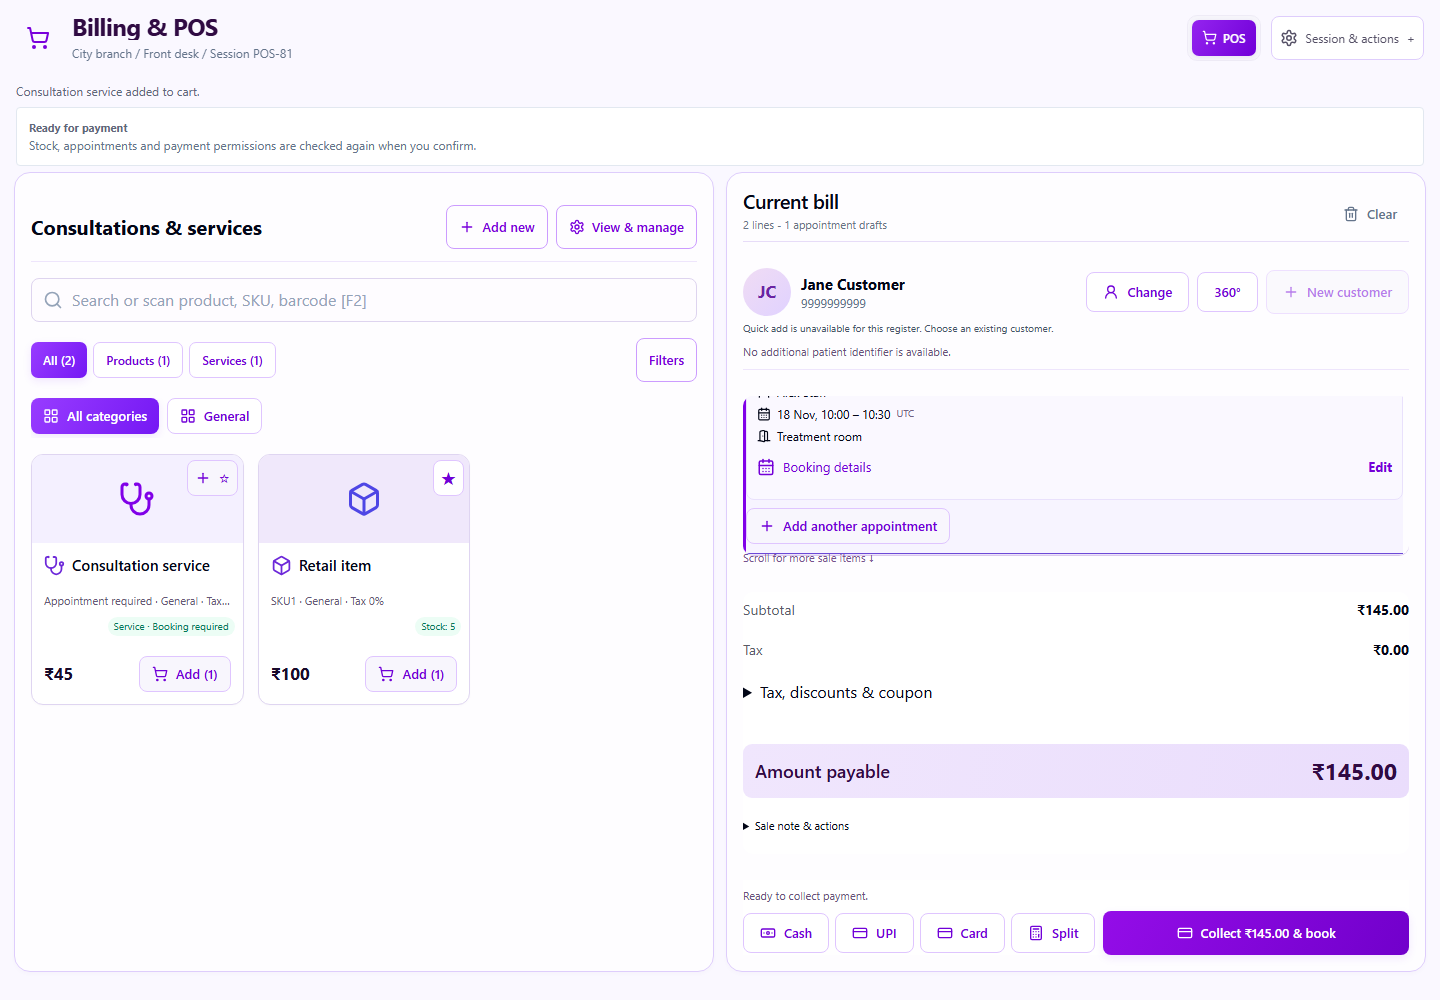 Billing & POS
City branch / Front desk / Session POS-81
POS
Session & actions +
Consultation service added to cart.
Ready for payment
Stock, appointments and payment permissions are checked again when you confirm.
Consultations & services
Add new
View & manage
Search or scan product, SKU, barcode [F2]
All (2)
Products (1)
Services (1)
Filters
All categories
General
Consultation service
Appointment required · General · Tax...
Service · Booking required
₹45
Add (1)
Retail item
SKU1 · General · Tax 0%
Stock: 5
₹100
Add (1)
Current bill
2 lines - 1 appointment drafts
Clear
JC
Jane Customer
9999999999
Change
360°
New customer
Quick add is unavailable for this register. Choose an existing customer.
No additional patient identifier is available.
18 Nov, 10:00 – 10:30 UTC
Treatment room
Booking details
Edit
Add another appointment
Scroll for more sale items ↓
Subtotal
₹145.00
Tax
₹0.00
Tax, discounts & coupon
Amount payable
₹145.00
Sale note & actions
Ready to collect payment.
Cash
UPI
Card
Split
Collect ₹145.00 & book